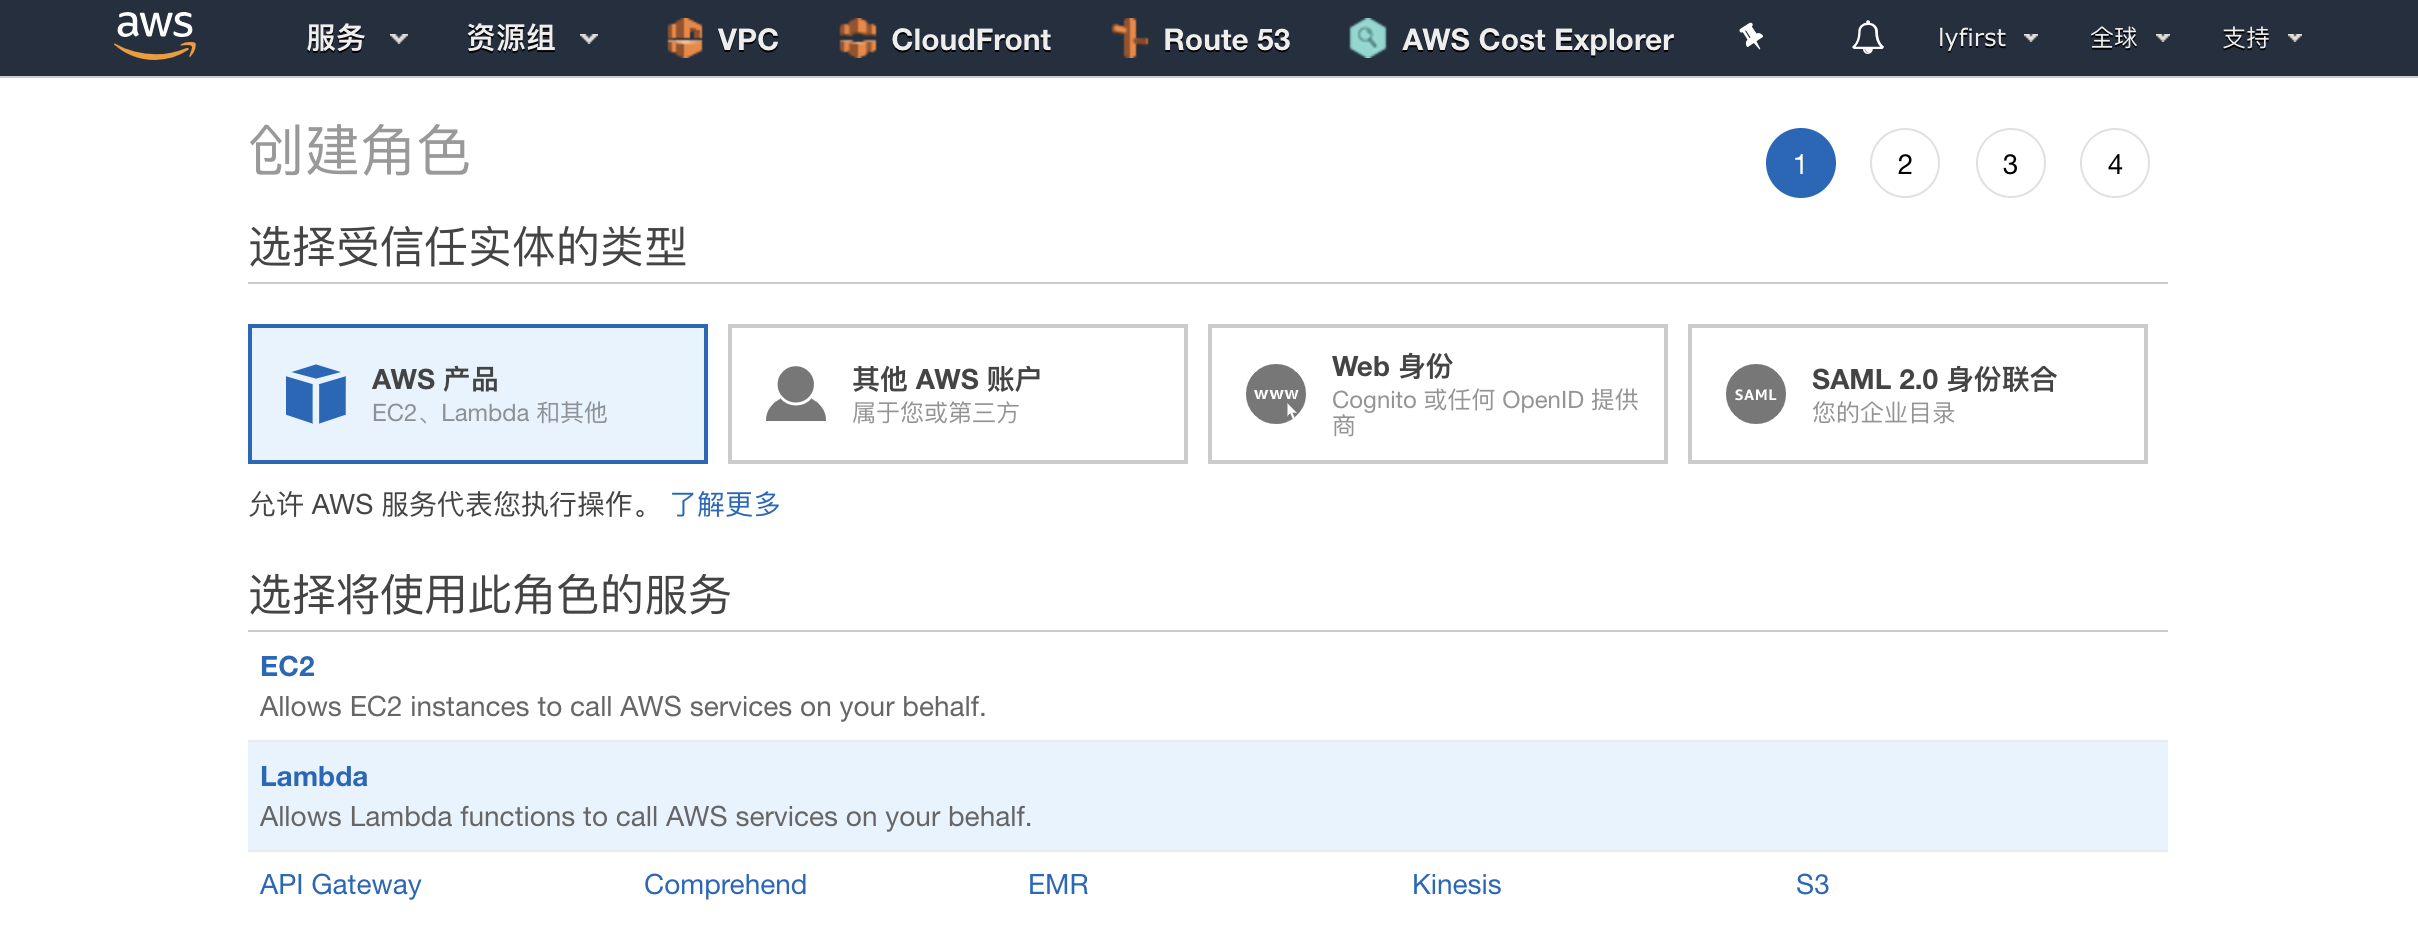 aws 服务 资源组 VPC CloudFront Route 53 AWS Cost Explorer lyfirst 全球 支持
创建角色
1 2 3 4
选择受信任实体的类型
AWS 产品
EC2、Lambda 和其他
其他 AWS 账户
属于您或第三方
www
Web 身份
Cognito 或任何 OpenID 提供
商
SAML
SAML 2.0 身份联合
您的企业目录
允许 AWS 服务代表您执行操作。 了解更多
选择将使用此角色的服务
EC2
Allows EC2 instances to call AWS services on your behalf.
Lambda
Allows Lambda functions to call AWS services on your behalf.
API Gateway Comprehend EMR Kinesis S3